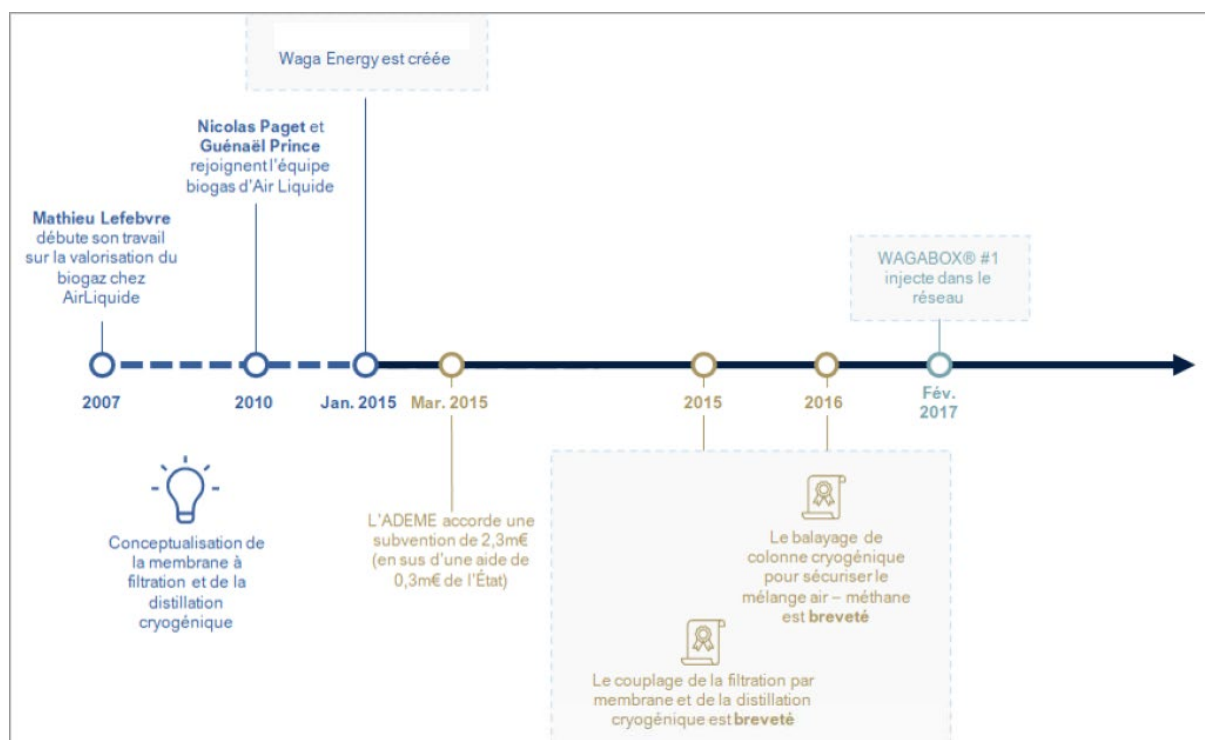 Waga Energy est créée
Nicolas Paget et
Guénaël Prince
rejoignent l'équipe
biogas d'Air Liquide
Mathieu Lefebvre
débute son travail
sur la valorisation du
biogaz chez
AirLiquide
WAGABOX® #1
injecte dans le
réseau
2007
2010
Jan. 2015
Mar. 2015
2015
2016
Fév.
2017
Conceptualisation de
la membrane à
filtration et de la
distillation
cryogénique
L'ADEME accorde une
subvention de 2,3m€
(en sus d'une aide de
0,3m€ de l'État)
Le balayage de
colonne cryogénique
pour sécuriser le
mélange air – méthane
est breveté
Le couplage de la filtration par
membrane et de la distillation
cryogénique est breveté